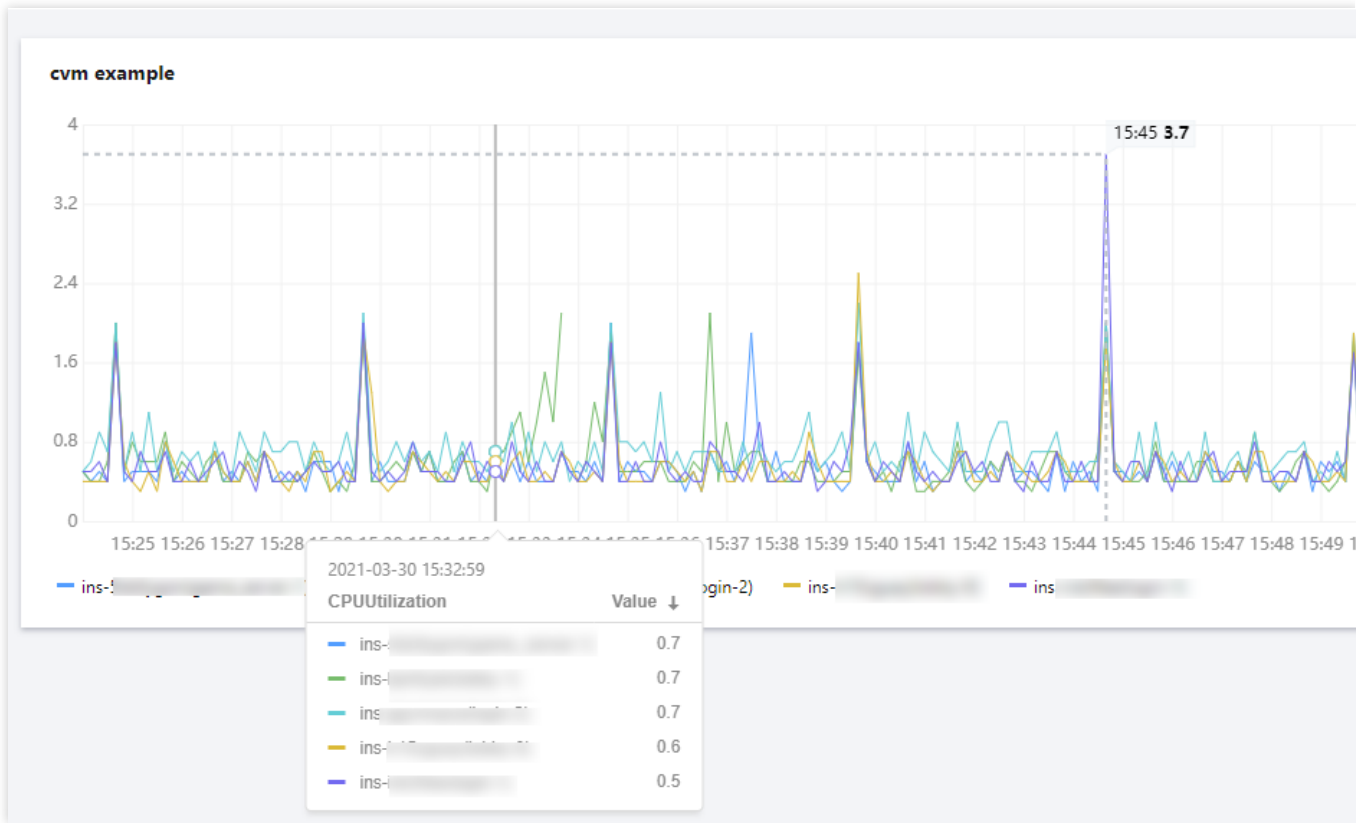 cvm example
4
15:45 3.7
3.2
2.4
1.6
0.8
0
15:25 15:26 15:27 15:28 15:37 15:38 15:39 15:40 15:41 15:42 15:43 15:44 15:45 15:46 15:47 15:48 15:49
ins- ogin-2) ins- ins
2021-03-30 15:32:59
CPUUtilization Value ↓
ins- 0.7
ins- 0.7
ins 0.7
ins- 0.6
ins- 0.5